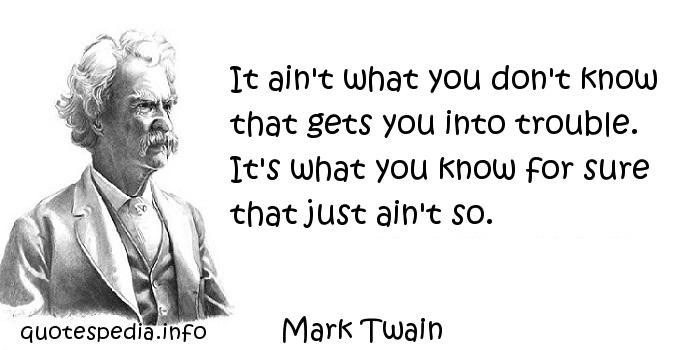 It ain't what you don't know
that gets you into trouble.
It's what you know for sure
that just ain't so.
quotespedia.info
Mark Twain